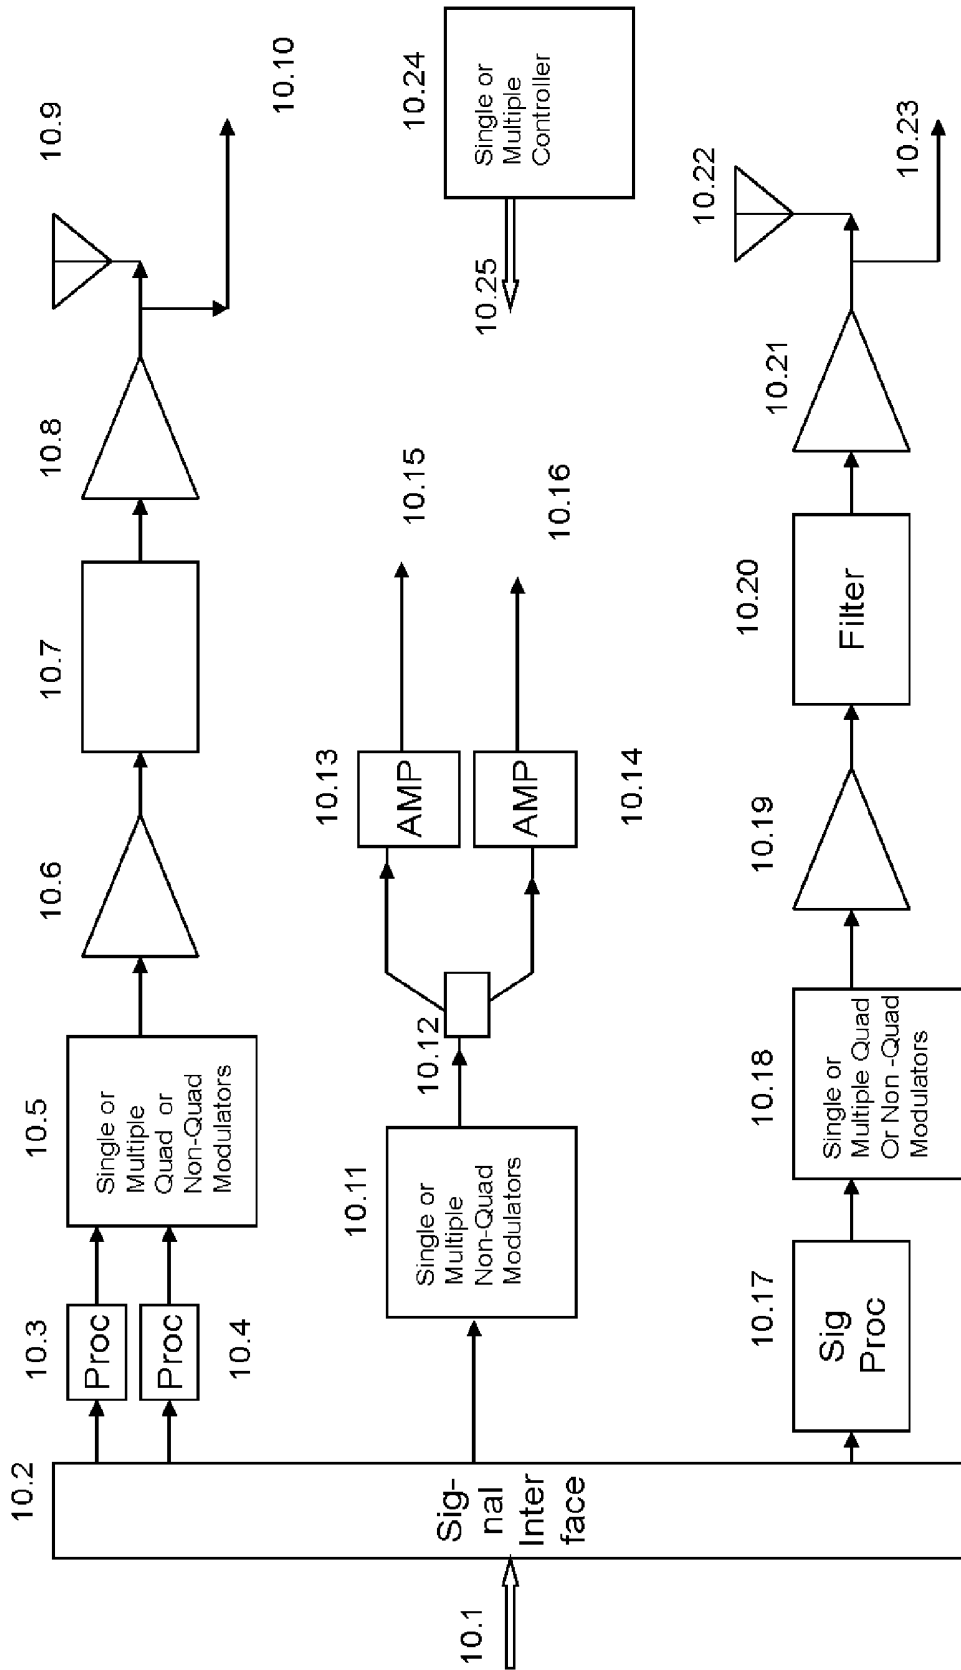 10.1
10.2
Sig-
nal
Inter
face
10.3
Proc
Proc
10.4
10.5
Single or
Multiple
Quad or
Non-Quad
Modulators
10.6
10.7
10.8
10.9
10.10
10.11
Single or
Multiple
Non-Quad
Modulators
10.12
10.13
AMP
AMP
10.14
10.15
10.16
10.24
Single or
Multiple
Controller
10.25
10.17
Sig
Proc
10.18
Single or
Multiple Quad
Or Non -Quad
Modulators
10.19
10.20
Filter
10.21
10.22
10.23